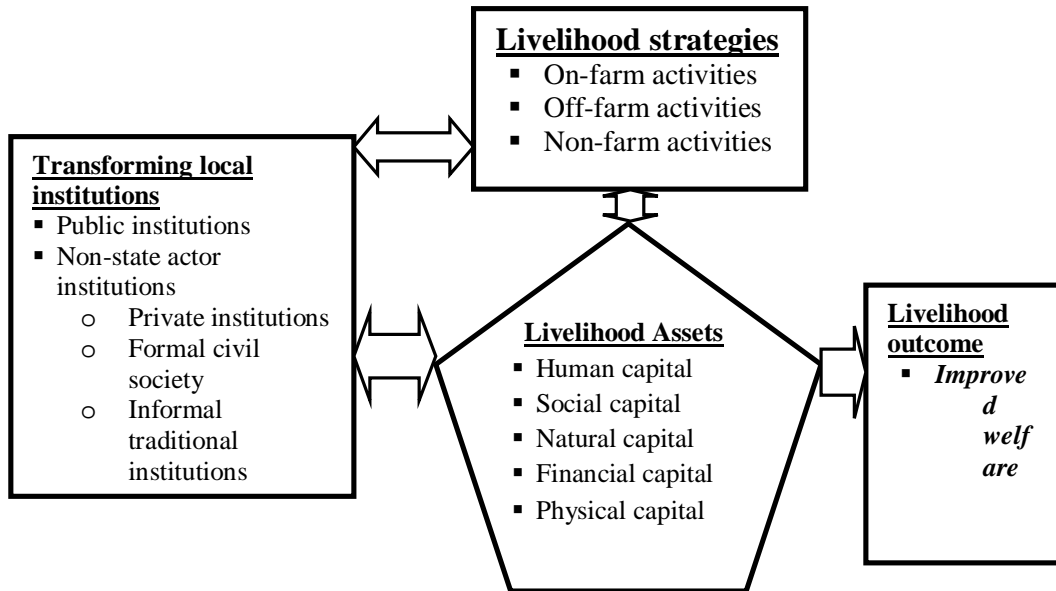 Livelihood strategies
▪ On-farm activities
▪ Off-farm activities
▪ Non-farm activities
Transforming local
institutions
▪ Public institutions
▪ Non-state actor
institutions
o Private institutions
o Formal civil
society
o Informal
traditional
institutions
Livelihood Assets
▪ Human capital
▪ Social capital
▪ Natural capital
▪ Financial capital
▪ Physical capital
Livelihood
outcome
▪ Improve
d
welf
are